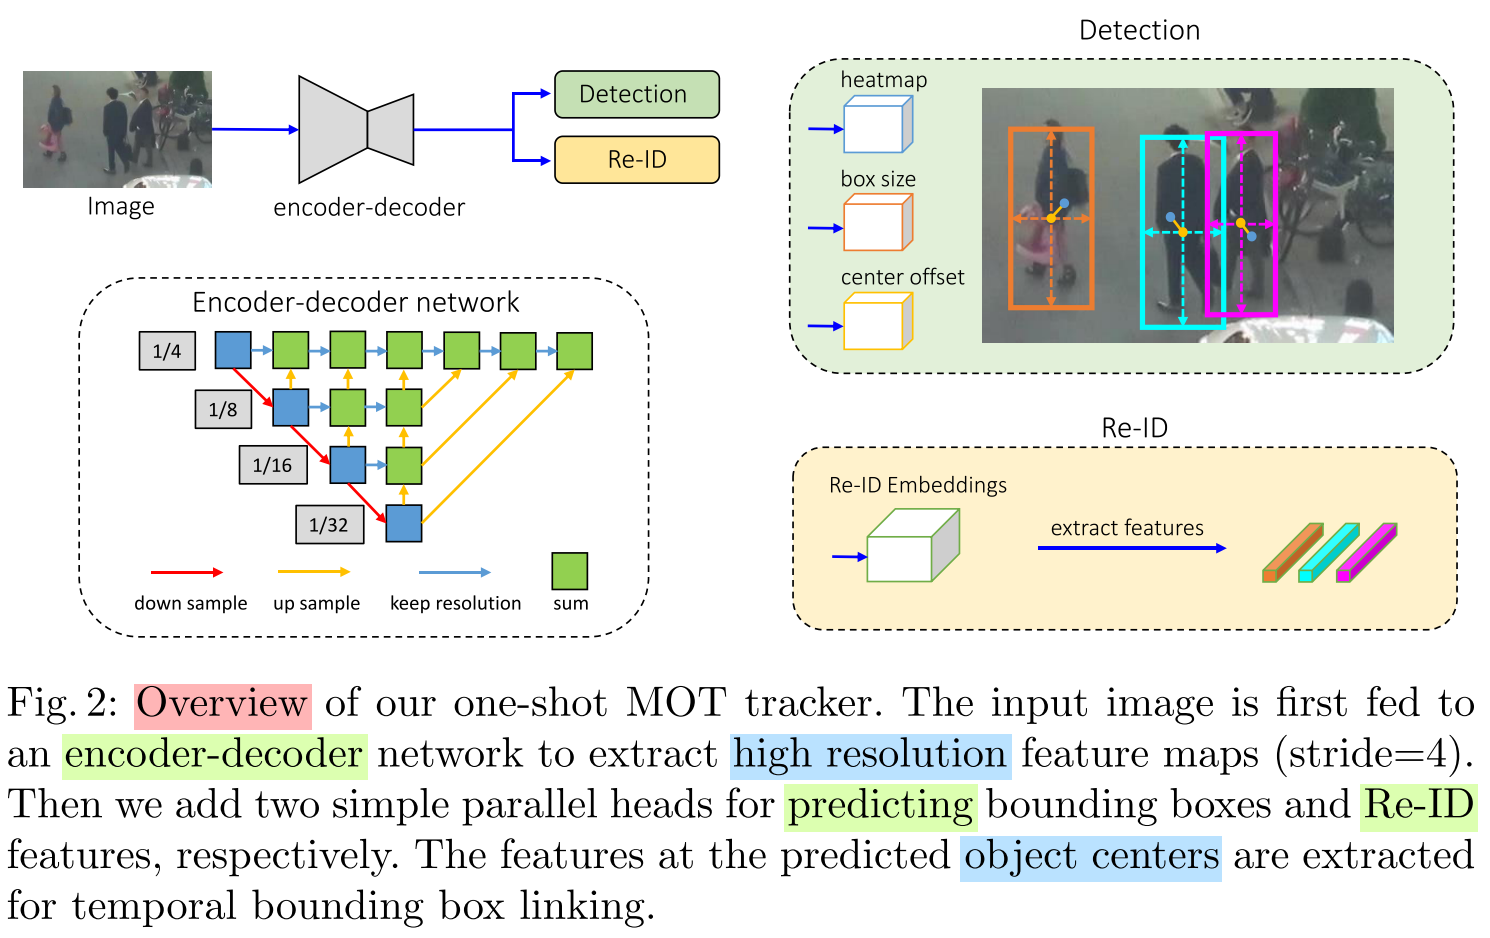 Image
encoder-decoder
Detection
Re-ID
Encoder-decoder network
1/4
1/8
1/16
1/32
down sample
up sample
keep resolution
sum
Detection
heatmap
box size
center offset
Re-ID
Re-ID Embeddings
extract features
Fig. 2: Overview of our one-shot MOT tracker. The input image is first fed to
an encoder-decoder network to extract high resolution feature maps (stride=4).
Then we add two simple parallel heads for predicting bounding boxes and Re-ID
features, respectively. The features at the predicted object centers are extracted
for temporal bounding box linking.